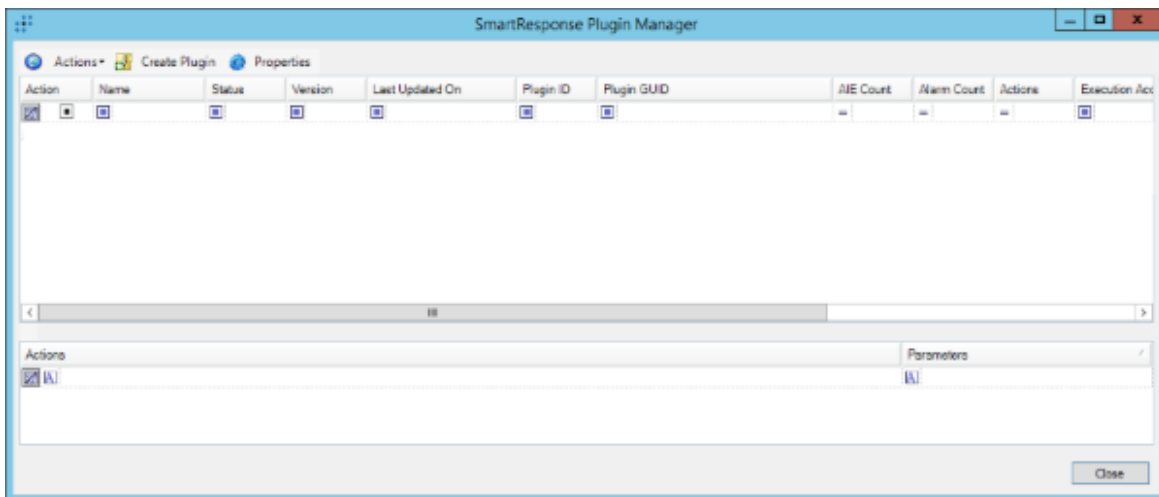 SmartResponse Plugin Manager
Actions Create Plugin Properties
Action Name Status Version Last Updated On Plugin ID Plugin GUID AIE Count Alarm Count Actions Execution Acc
Actions Parameters
Close